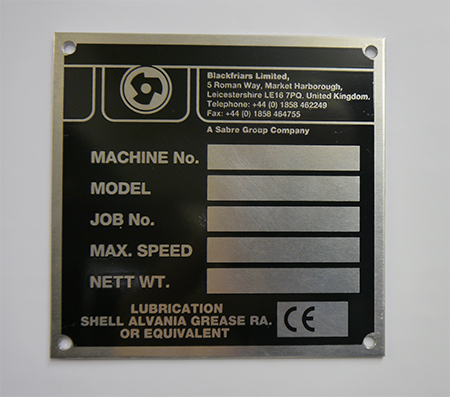 Blackfriars Limited,
5 Roman Way, Market Harborough,
Leicestershire LE16 7PQ. United Kingdom.
Telephone: +44 (0) 1858 462249
Fax: +44 (0) 1858 464755
A Sabre Group Company
MACHINE No.
MODEL
JOB No.
MAX. SPEED
NETT WT.
LUBRICATION
SHELL ALVANIA GREASE RA.
OR EQUIVALENT
CE